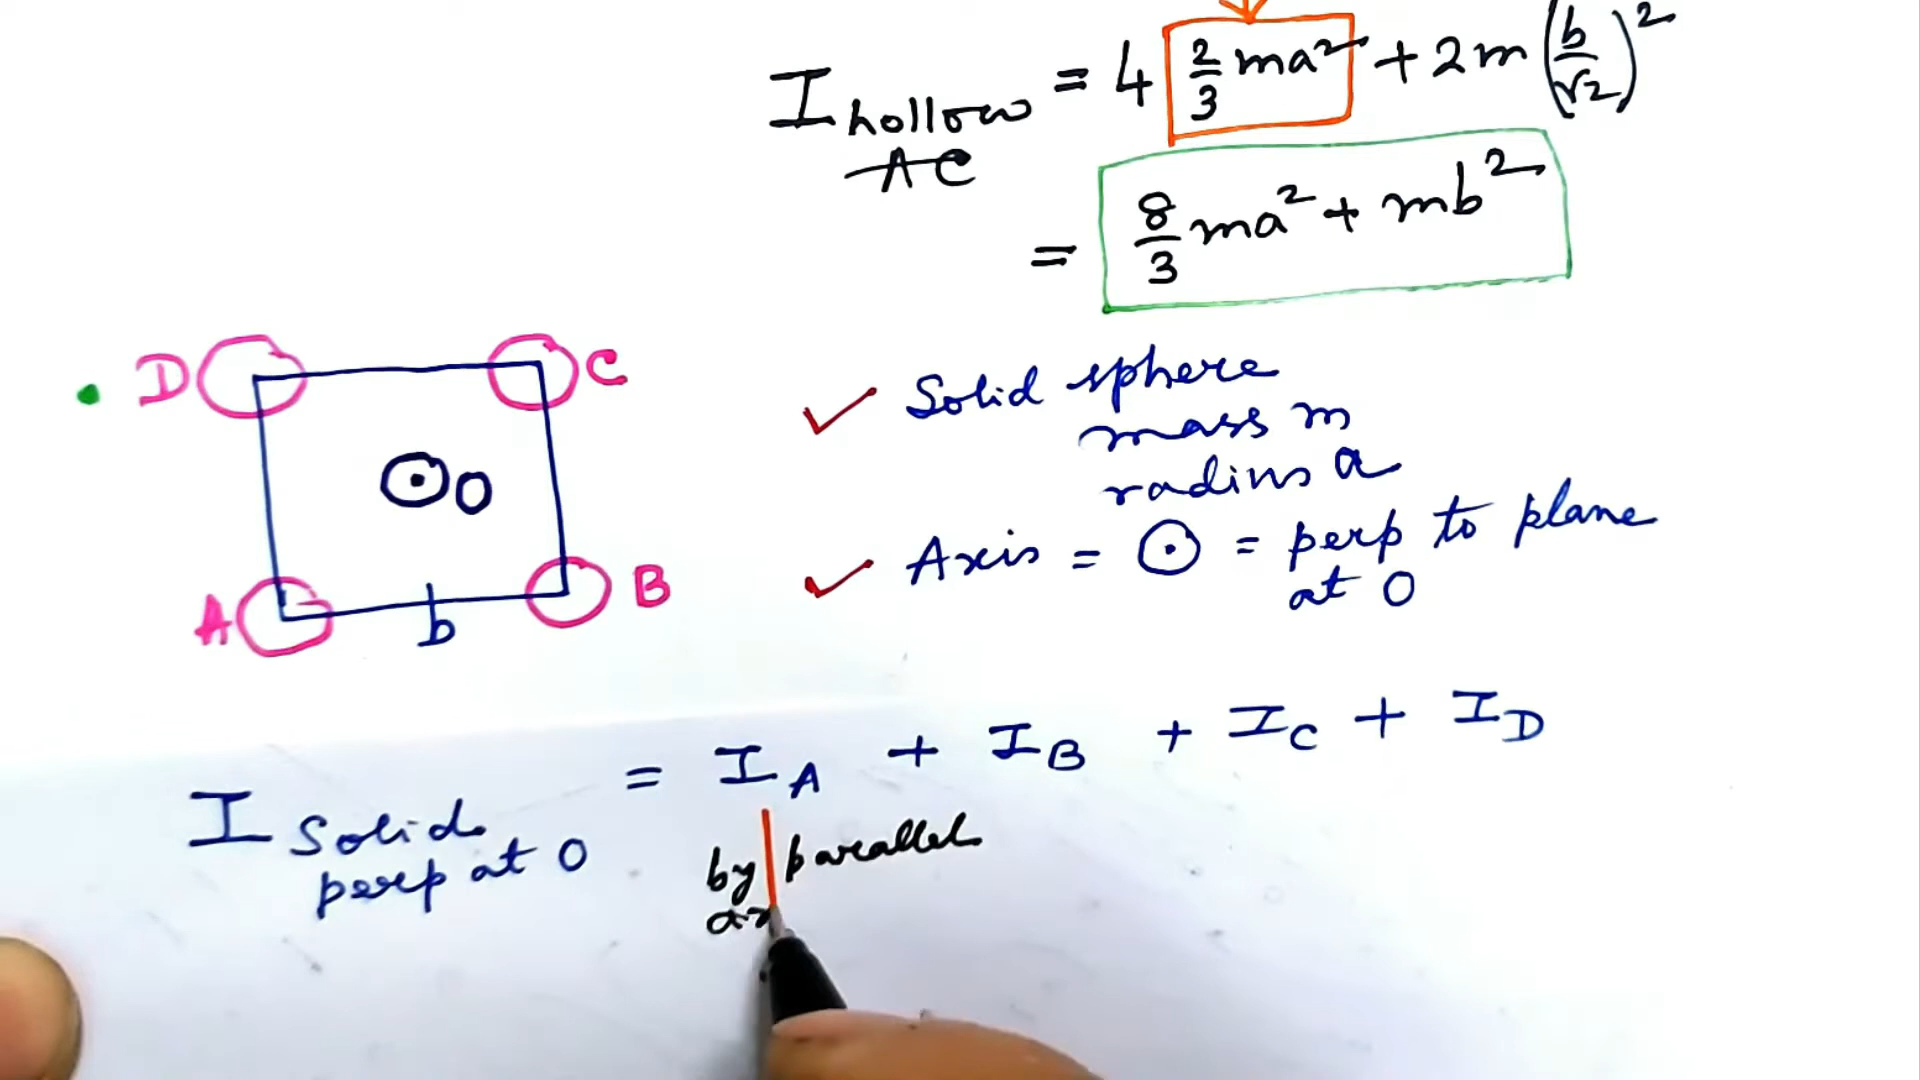 I hollow AC = 4 2/3 ma² + 2m (b/√2)²
= 8/3 ma² + mb²
D C
O
A b B
✓ Solid sphere
mass m
radius a
✓ Axis = ⊙ = perp to plane
at O
I Solid perp at O = I_A + I_B + I_C + I_D
by parallel
ax